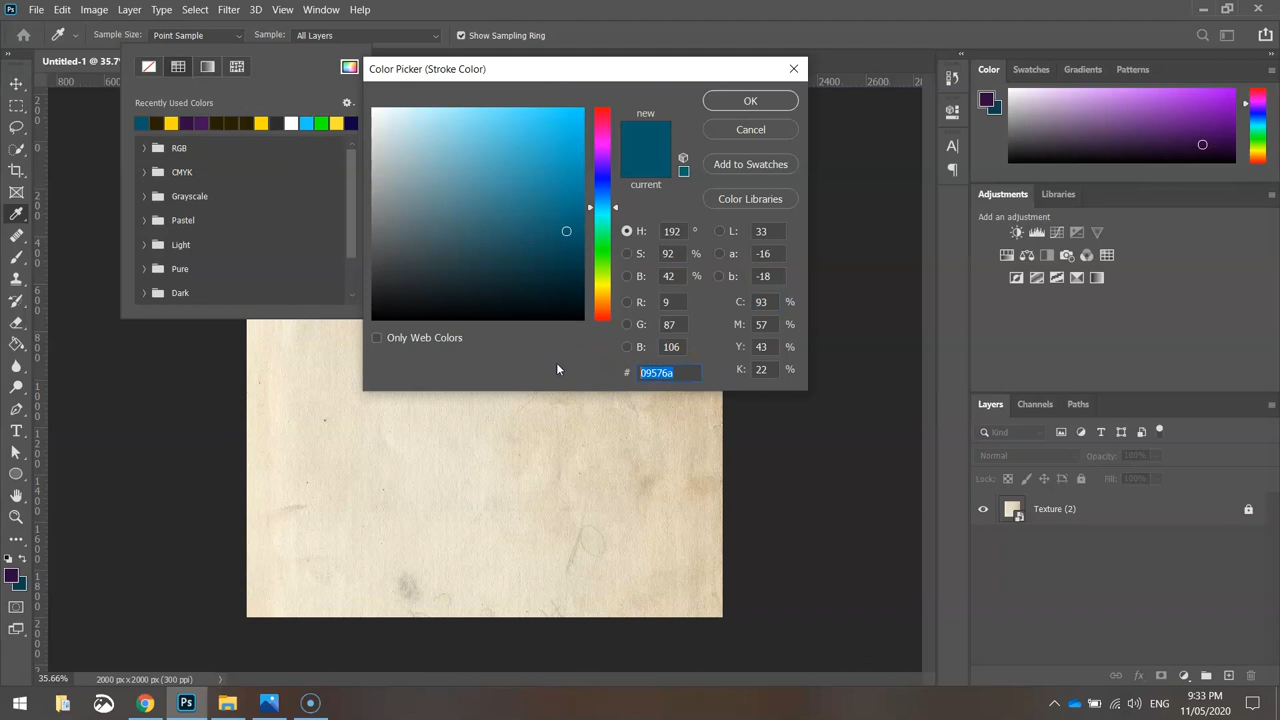 Ps File Edit Image Layer Type Select Filter 3D View Window Help
Sample Size: Point Sample Sample: All Layers Show Sampling Ring
Untitled-1 @ 35.7
Color Picker (Stroke Color)
Recently Used Colors
RGB
CMYK
Grayscale
Pastel
Light
Pure
Dark
new
current
OK
Cancel
Add to Swatches
Color Libraries
H: 192 ° L: 33
S: 92 % a: -16
B: 42 % b: -18
R: 9 C: 93 %
G: 87 M: 57 %
B: 106 Y: 43 %
# 09576a K: 22 %
Only Web Colors
800 2600 2800
Color Swatches Gradients Patterns
Adjustments Libraries
Add an adjustment
Layers Channels Paths
Kind
Normal Opacity: 100%
Lock: Fill: 100%
Texture (2)
35.66% 2000 px x 2000 px (300 ppi)
Ps
ENG
9:33 PM
11/05/2020